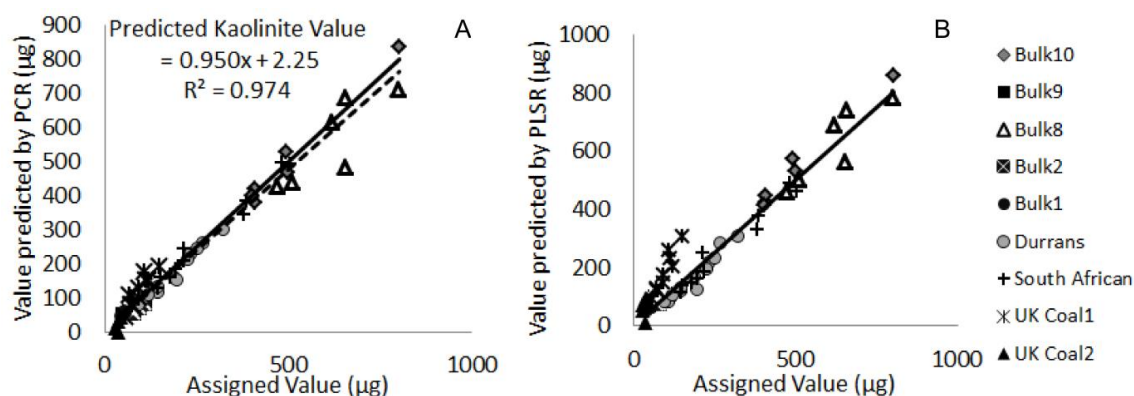 A
Predicted Kaolinite Value
= 0.950x + 2.25
R² = 0.974
Value predicted by PCR (µg)
900
800
700
600
500
400
300
200
100
0
0 500 1000
Assigned Value (µg)
B
Value predicted by PLSR (µg)
1000
800
600
400
200
0
0 500 1000
Assigned Value (µg)
Bulk10
Bulk9
Bulk8
Bulk2
Bulk1
Durrans
South African
UK Coal1
UK Coal2